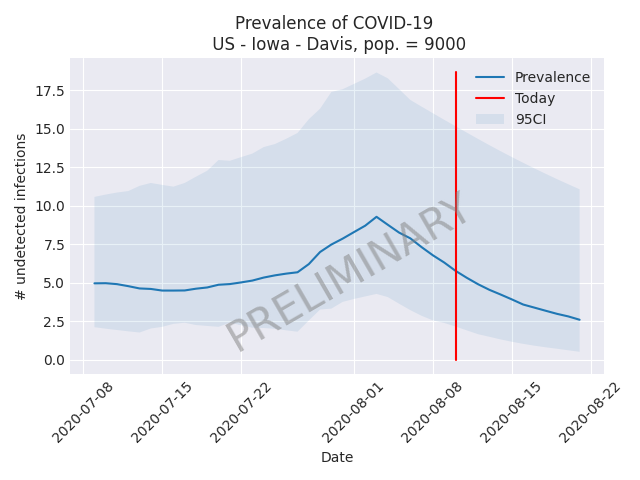 Prevalence of COVID-19
US - Iowa - Davis, pop. = 9000
# undetected infections
17.5
15.0
12.5
10.0
7.5
5.0
2.5
0.0
Prevalence
Today
95CI
PRELIMINARY
2020-07-08
2020-07-15
2020-07-22
2020-08-01
2020-08-08
2020-08-15
2020-08-22
Date